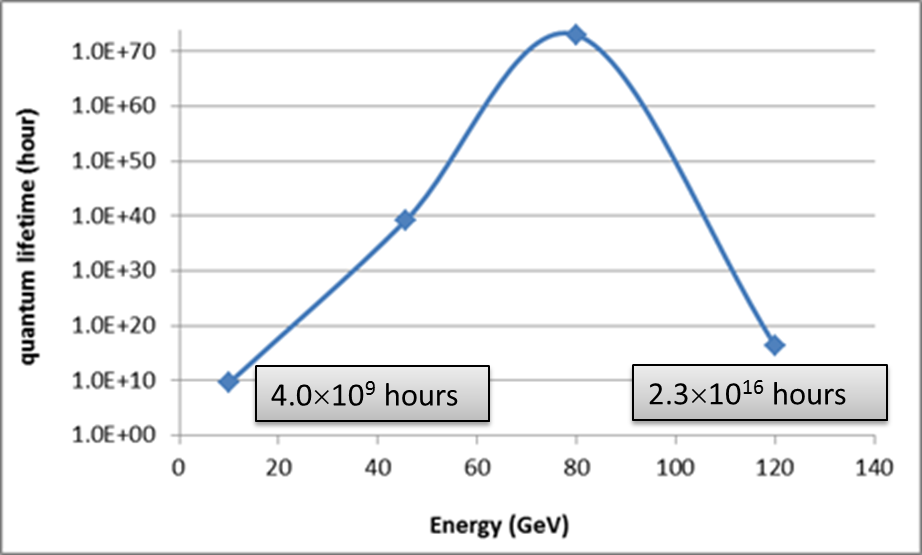 1.0E+70
1.0E+60
1.0E+50
1.0E+40
1.0E+30
1.0E+20
1.0E+10
1.0E+00
quantum lifetime (hour)
4.0×10⁹ hours
2.3×10¹⁶ hours
0 20 40 60 80 100 120 140
Energy (GeV)